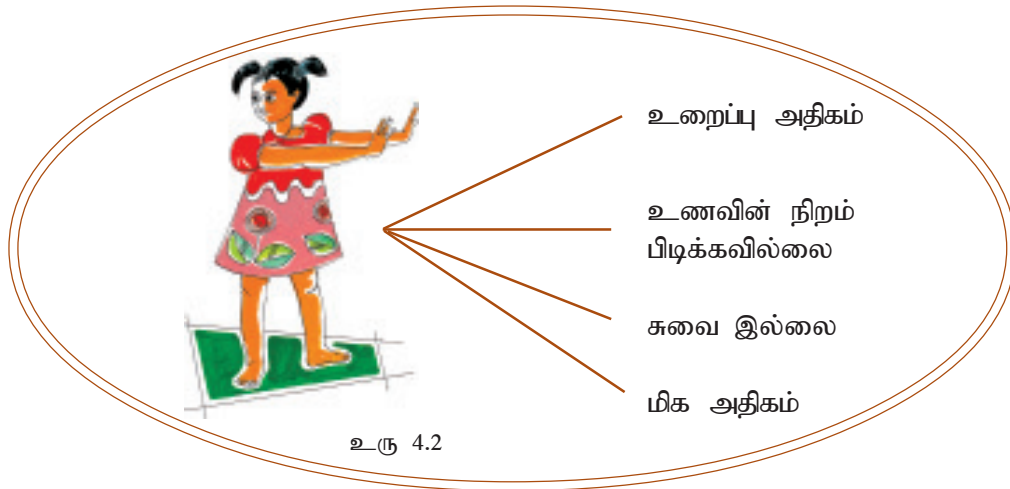 உறைப்பு அதிகம்
உணவின் நிறம்
பிடிக்கவில்லை
சுவை இல்லை
மிக அதிகம்
உரு 4.2